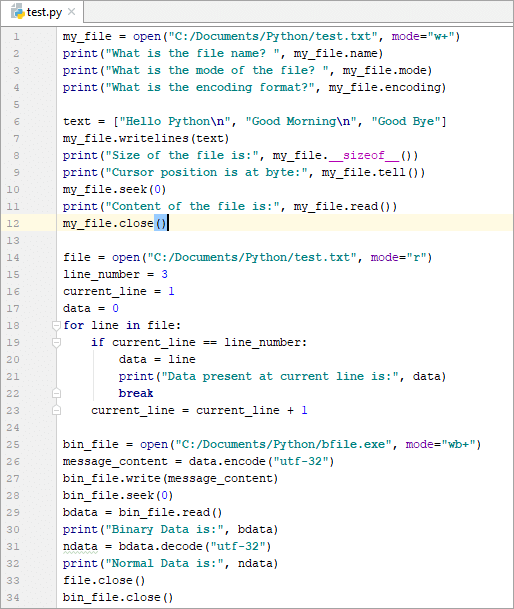 test.py ×
1 my_file = open("C:/Documents/Python/test.txt", mode="w+")
2 print("What is the file name? ", my_file.name)
3 print("What is the mode of the file? ", my_file.mode)
4 print("What is the encoding format?", my_file.encoding)
5
6 text = ["Hello Python\n", "Good Morning\n", "Good Bye"]
7 my_file.writelines(text)
8 print("Size of the file is:", my_file.__sizeof__())
9 print("Cursor position is at byte:", my_file.tell())
10 my_file.seek(0)
11 print("Content of the file is:", my_file.read())
12 my_file.close()
13
14 file = open("C:/Documents/Python/test.txt", mode="r")
15 line_number = 3
16 current_line = 1
17 data = 0
18 for line in file:
19     if current_line == line_number:
20         data = line
21         print("Data present at current line is:", data)
22         break
23     current_line = current_line + 1
24
25 bin_file = open("C:/Documents/Python/bfile.exe", mode="wb+")
26 message_content = data.encode("utf-32")
27 bin_file.write(message_content)
28 bin_file.seek(0)
29 bdata = bin_file.read()
30 print("Binary Data is:", bdata)
31 ndata = bdata.decode("utf-32")
32 print("Normal Data is:", ndata)
33 file.close()
34 bin_file.close()